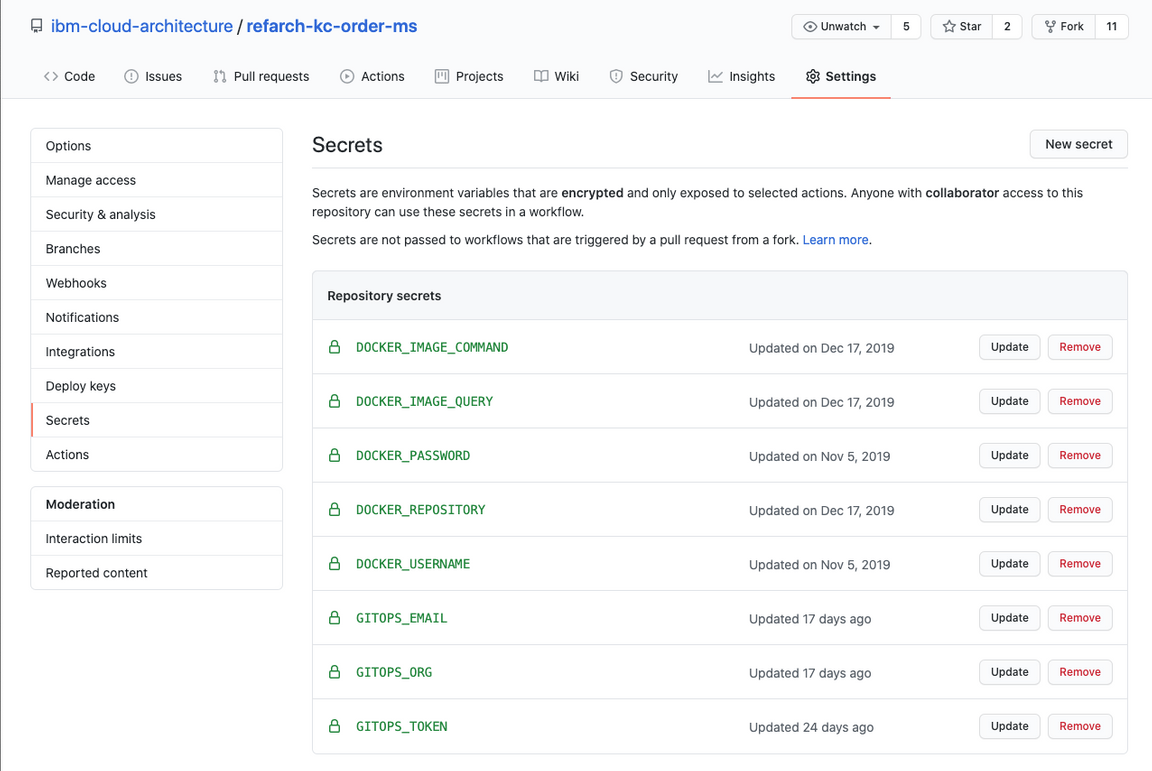 ibm-cloud-architecture / refarch-kc-order-ms
Unwatch 5 Star 2 Fork 11
Code Issues Pull requests Actions Projects Wiki Security Insights Settings
Options
Manage access
Security & analysis
Branches
Webhooks
Notifications
Integrations
Deploy keys
Secrets
Actions
Moderation
Interaction limits
Reported content
Secrets New secret
Secrets are environment variables that are encrypted and only exposed to selected actions. Anyone with collaborator access to this
repository can use these secrets in a workflow.
Secrets are not passed to workflows that are triggered by a pull request from a fork. Learn more.
Repository secrets
DOCKER_IMAGE_COMMAND Updated on Dec 17, 2019 Update Remove
DOCKER_IMAGE_QUERY Updated on Dec 17, 2019 Update Remove
DOCKER_PASSWORD Updated on Nov 5, 2019 Update Remove
DOCKER_REPOSITORY Updated on Dec 17, 2019 Update Remove
DOCKER_USERNAME Updated on Nov 5, 2019 Update Remove
GITOPS_EMAIL Updated 17 days ago Update Remove
GITOPS_ORG Updated 17 days ago Update Remove
GITOPS_TOKEN Updated 24 days ago Update Remove